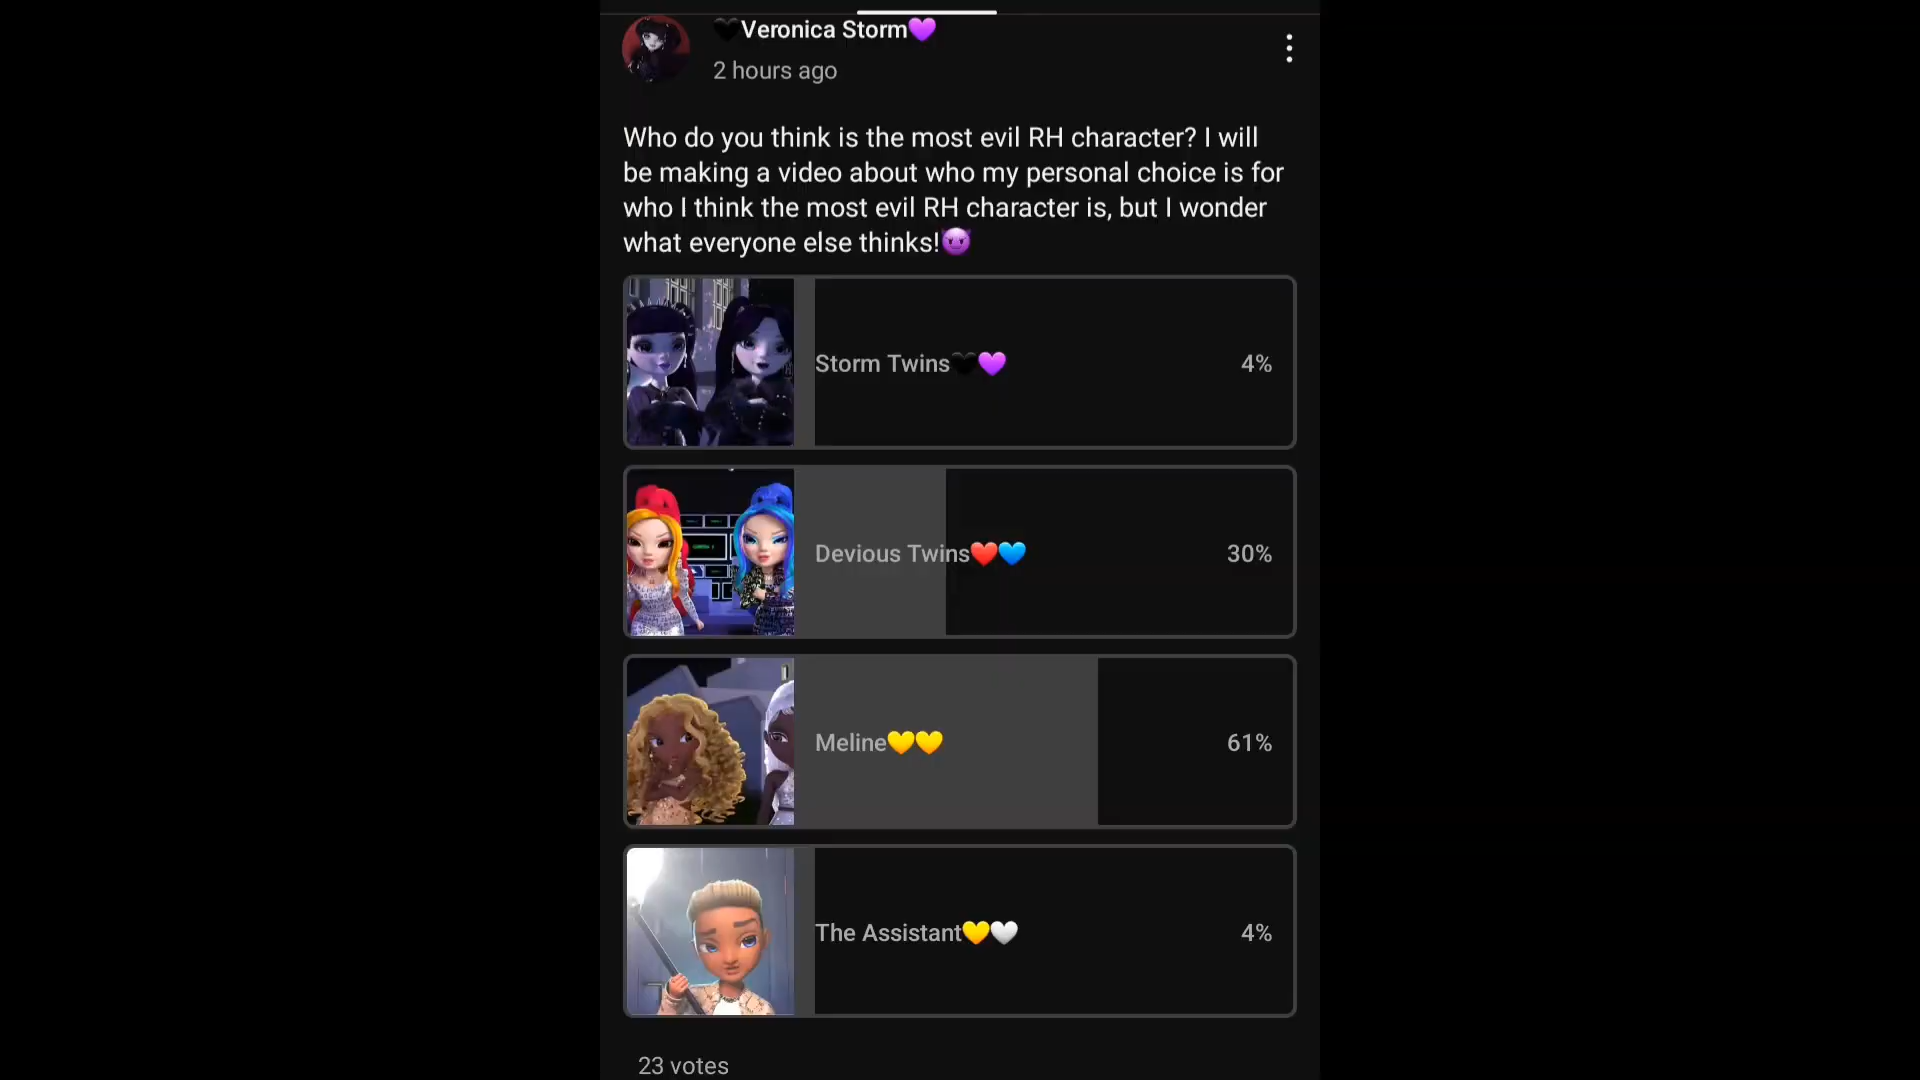 🖤Veronica Storm💜
2 hours ago
Who do you think is the most evil RH character? I will
be making a video about who my personal choice is for
who I think the most evil RH character is, but I wonder
what everyone else thinks!😈
Storm Twins🖤💜
4%
Devious Twins❤️💙
30%
Meline💛💛
61%
The Assistant💛🤍
4%
23 votes